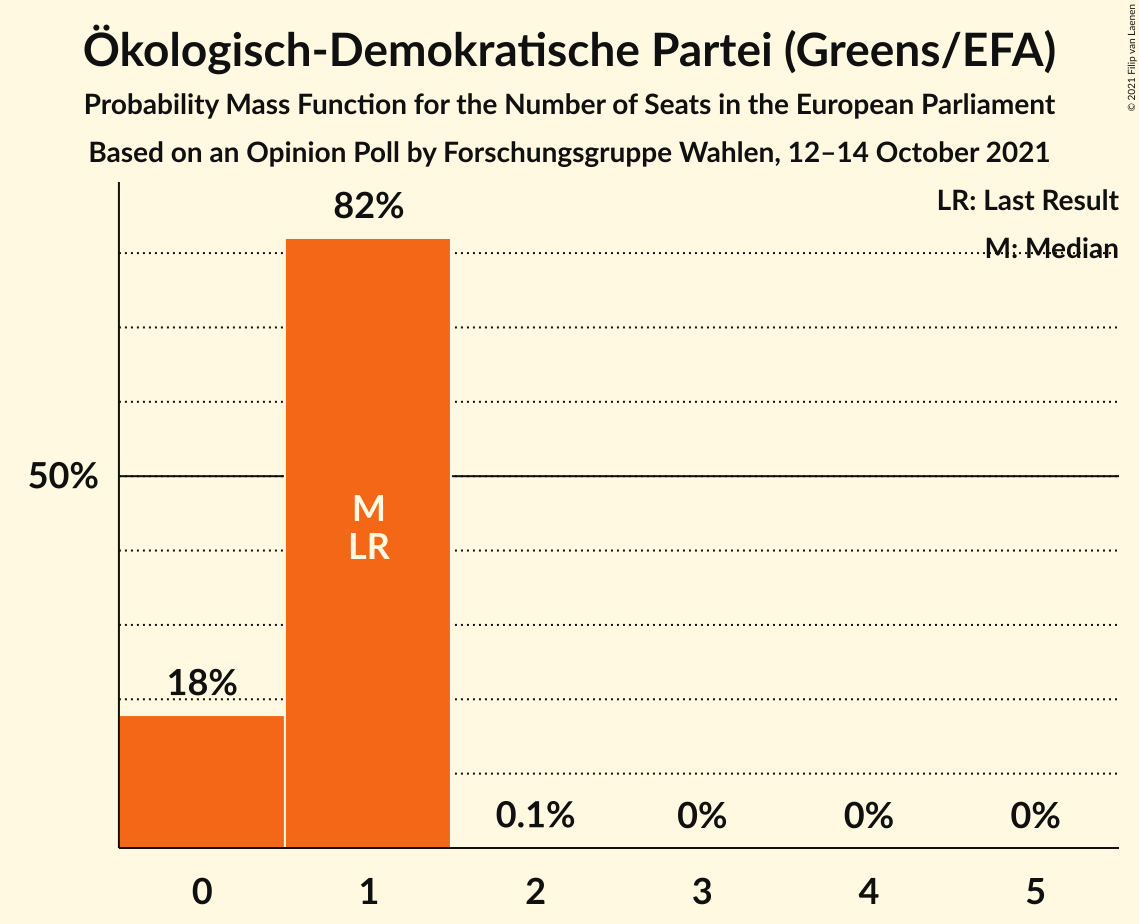 Ökologisch-Demokratische Partei (Greens/EFA)
Probability Mass Function for the Number of Seats in the European Parliament
Based on an Opinion Poll by Forschungsgruppe Wahlen, 12–14 October 2021
© 2021 Filip van Laenen
LR: Last Result
M: Median
82%
50%
M
LR
18%
0.1%
0%
0%
0%
0
1
2
3
4
5